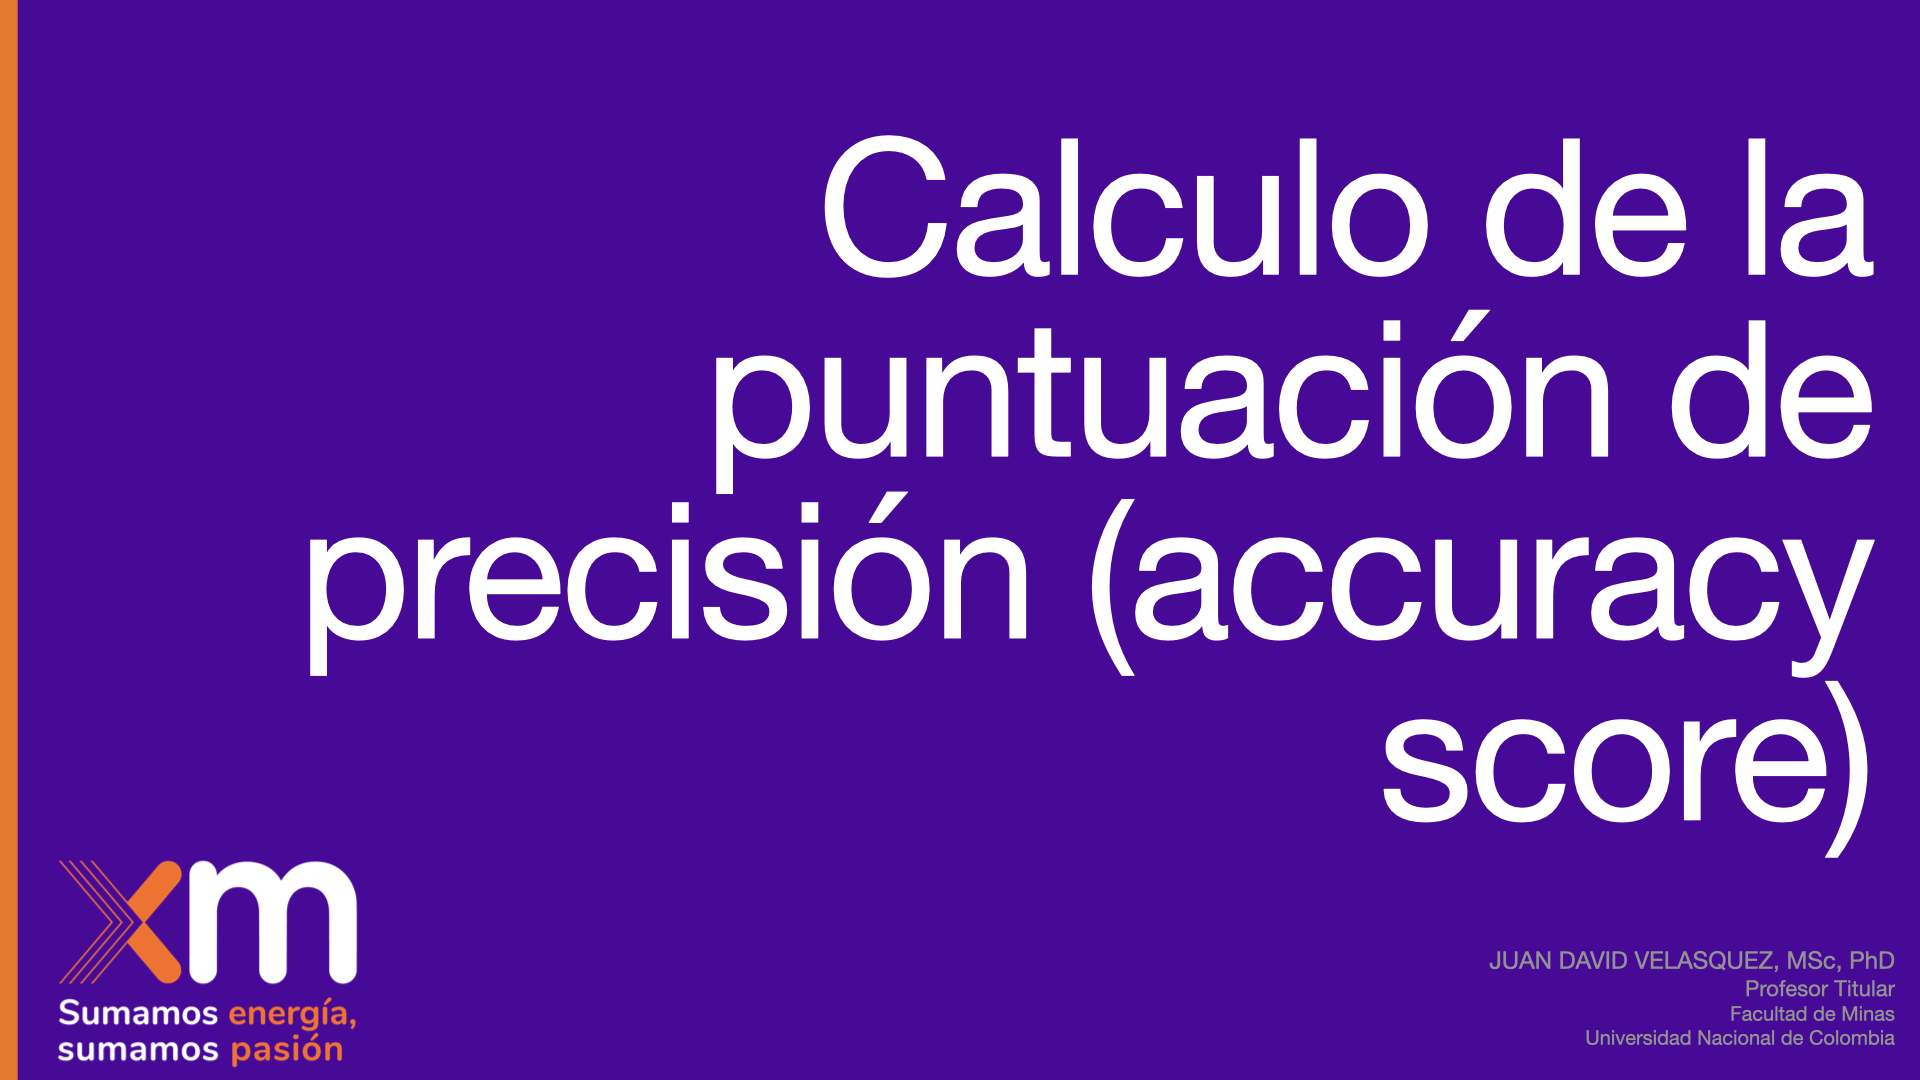 Calculo de la
puntuación de
precisión (accuracy
score)
xm
Sumamos energía,
sumamos pasión
JUAN DAVID VELASQUEZ, MSc, PhD
Profesor Titular
Facultad de Minas
Universidad Nacional de Colombia